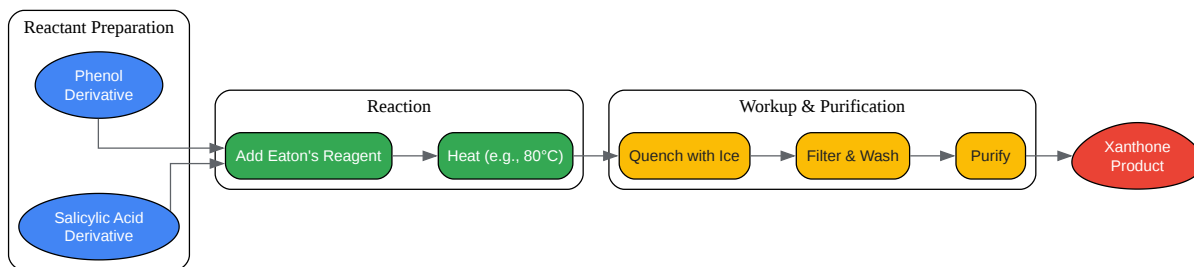 Reactant Preparation
Phenol
Derivative
Salicylic Acid
Derivative
Reaction
Add Eaton's Reagent
Heat (e.g., 80°C)
Workup & Purification
Quench with Ice
Filter & Wash
Purify
Xanthone
Product